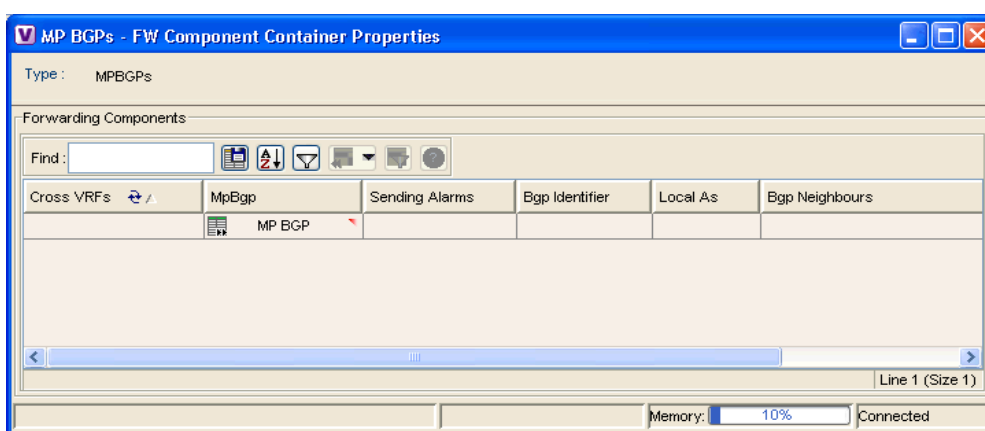 MP BGPs - FW Component Container Properties
Type : MPBGPs
Forwarding Components
Find :
Cross VRFs MpBgp Sending Alarms Bgp Identifier Local As Bgp Neighbours
MP BGP
Line 1 (Size 1)
Memory: 10% Connected